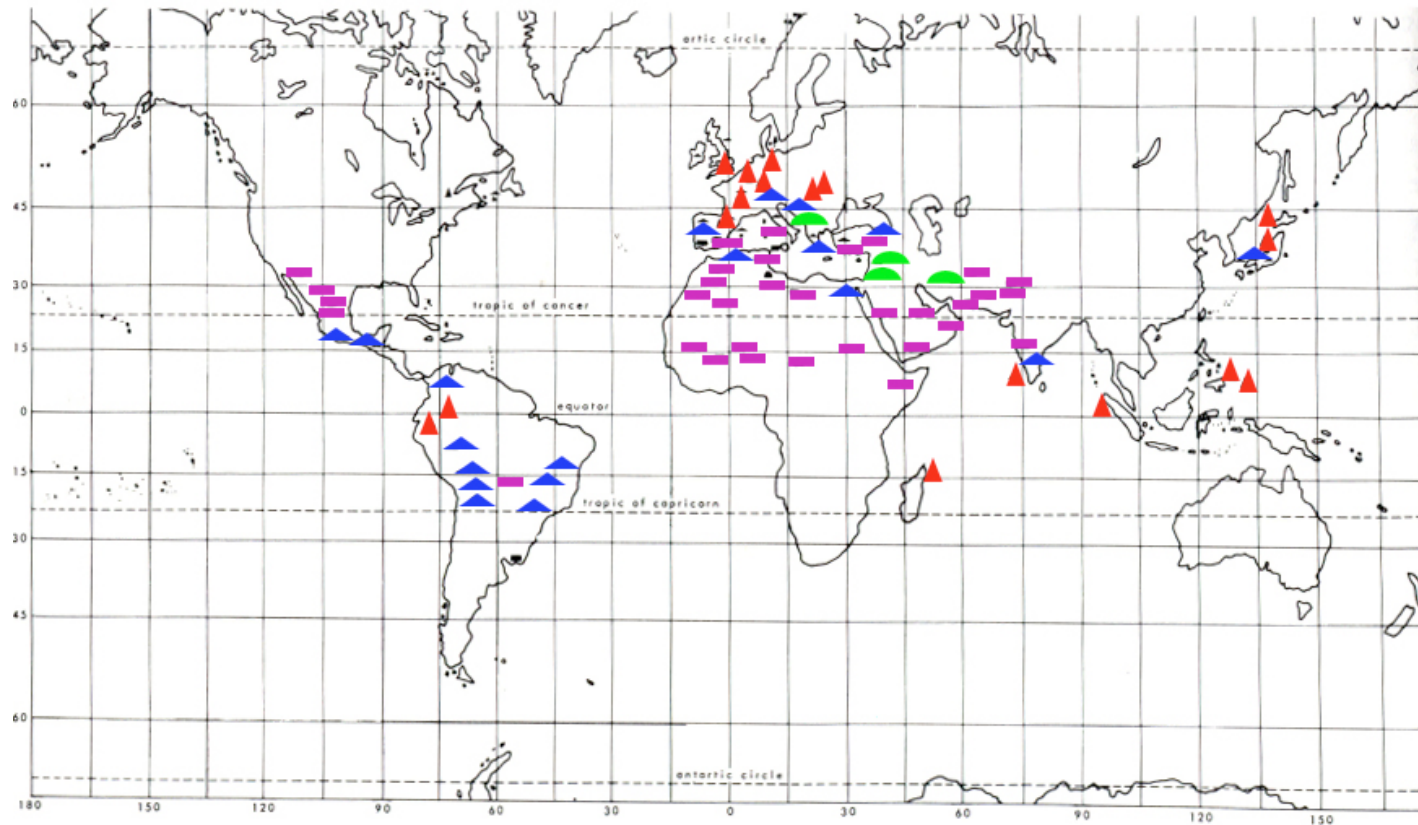 artic circle
60
45
30
tropic of cancer
15
equator
0
15
tropic of capricorn
30
45
60
antartic circle
180 150 120 90 60 30 0 30 60 90 120 150